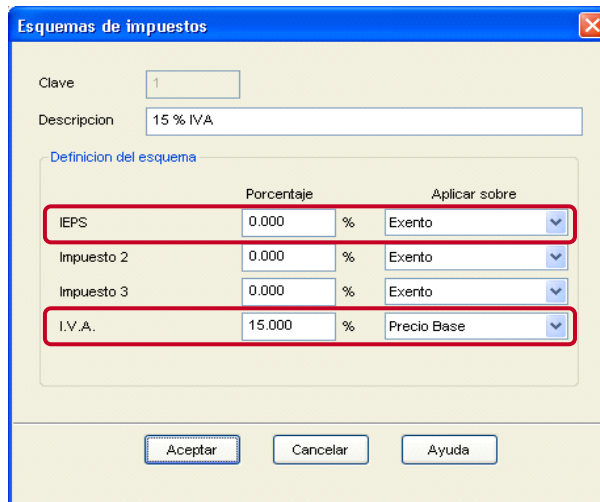 Esquemas de impuestos
Clave 1
Descripcion 15 % IVA
Definicion del esquema
Porcentaje Aplicar sobre
IEPS 0.000 % Exento
Impuesto 2 0.000 % Exento
Impuesto 3 0.000 % Exento
I.V.A. 15.000 % Precio Base
Aceptar Cancelar Ayuda